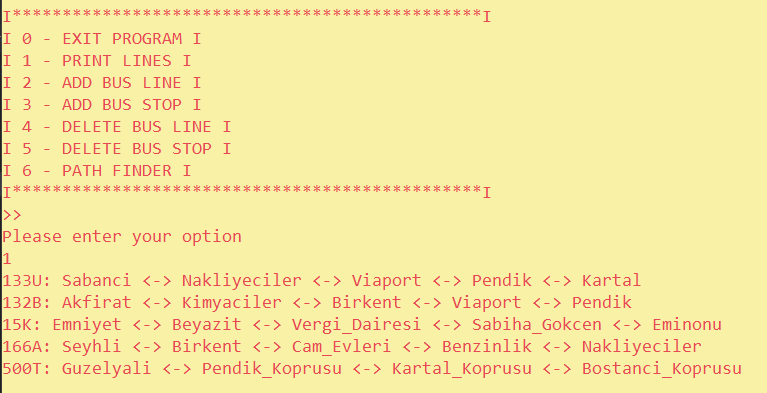 I***********************************************I
I 0 - EXIT PROGRAM I
I 1 - PRINT LINES I
I 2 - ADD BUS LINE I
I 3 - ADD BUS STOP I
I 4 - DELETE BUS LINE I
I 5 - DELETE BUS STOP I
I 6 - PATH FINDER I
I***********************************************I
>>
Please enter your option
1
133U: Sabanci <-> Nakliyeciler <-> Viaport <-> Pendik <-> Kartal
132B: Akfirat <-> Kimyaciler <-> Birkent <-> Viaport <-> Pendik
15K: Emniyet <-> Beyazit <-> Vergi_Dairesi <-> Sabiha_Gokcen <-> Eminonu
166A: Seyhli <-> Birkent <-> Cam_Evleri <-> Benzinlik <-> Nakliyeciler
500T: Guzelyali <-> Pendik_Koprusu <-> Kartal_Koprusu <-> Bostanci_Koprusu